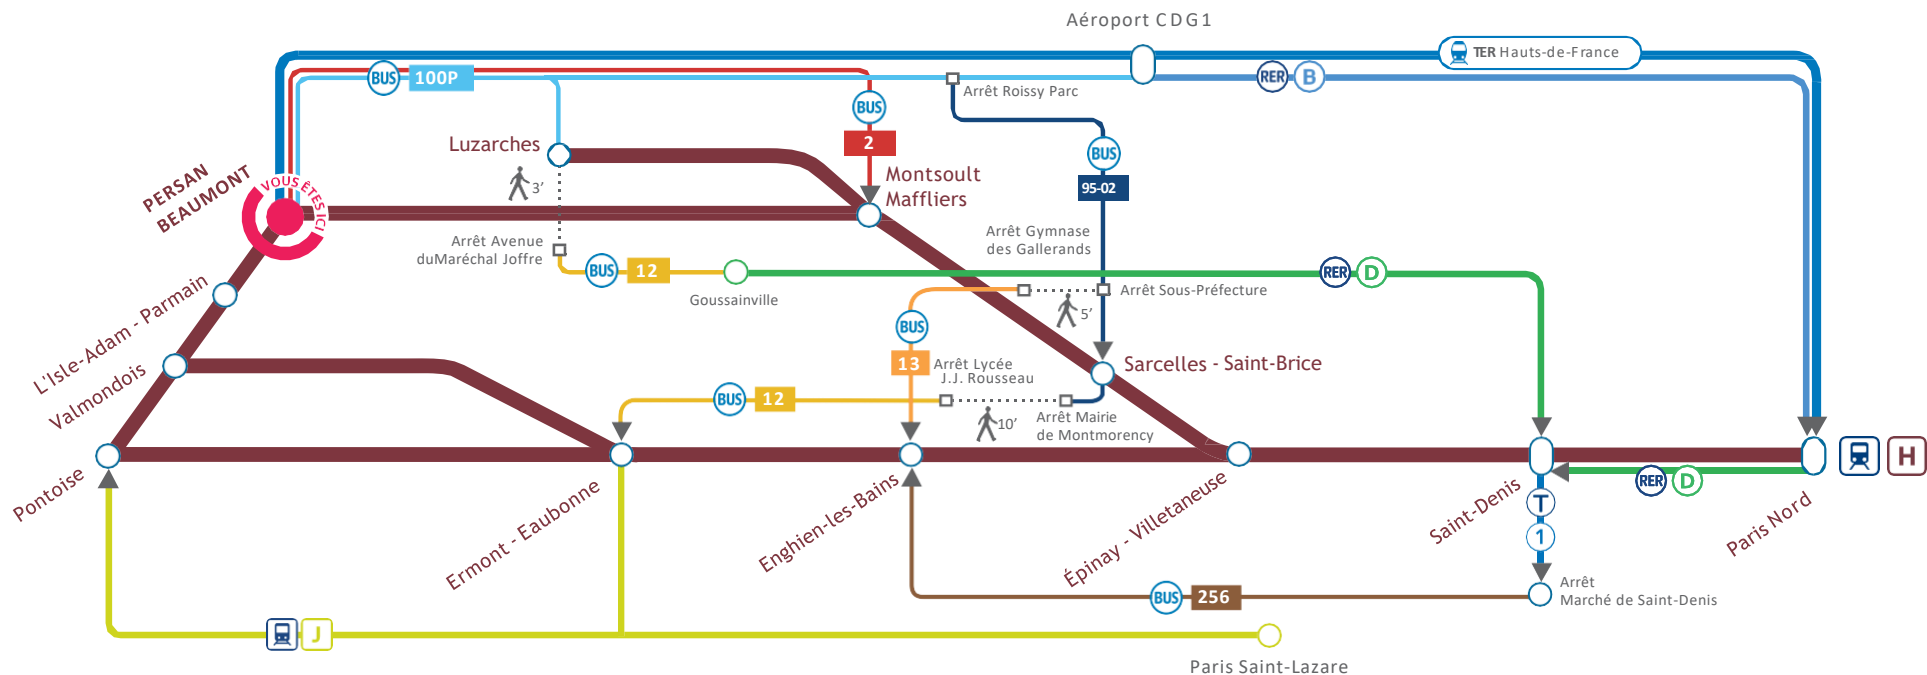 Aéroport CDG1
TER Hauts-de-France
BUS 100P
RER B
Arrêt Roissy Parc
BUS
2
Luzarches
3’
BUS
95-02
PERSAN
BEAUMONT
VOUS ÊTES ICI
Montsoult
Maffliers
Arrêt Avenue
duMaréchal Joffre
Arrêt Gymnase
des Gallerands
BUS 12
Goussainville
RER D
L'Isle-Adam - Parmain
Arrêt Sous-Préfecture
5’
BUS
13
Valmondois
Arrêt Lycée
J.J. Rousseau
Sarcelles - Saint-Brice
BUS 12
10’
Arrêt Mairie
de Montmorency
H
Pontoise
Ermont - Eaubonne
Enghien-les-Bains
Épinay - Villetaneuse
Saint-Denis
RER D
Paris Nord
T
1
BUS 256
Arrêt
Marché de Saint-Denis
J
Paris Saint-Lazare